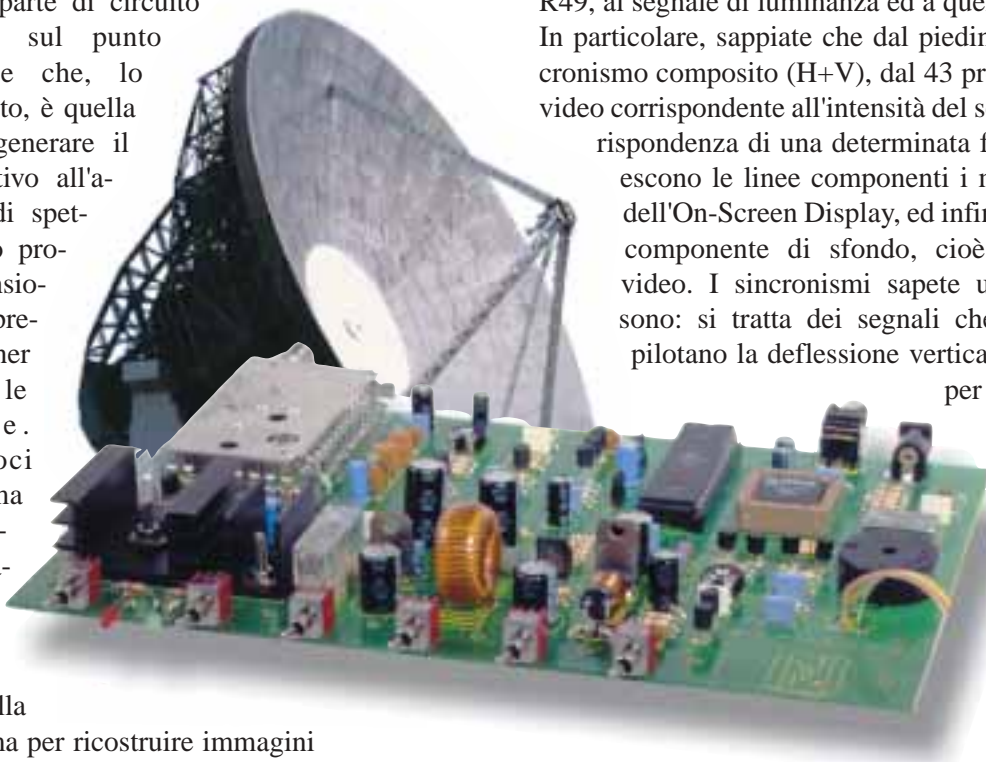 parte di circuito
sul punto
e che, lo
to, è quella
generare il
tivo all'a-
di spet-
o pro-
nsio-
pre-
ner
le
e.
oci
na
-
a-
lla
na per ricostruire immagini
R49, al segnale di luminanza ed a que
In particolare, sappiate che dal piedin
cronismo composito (H+V), dal 43 pr
video corrispondente all'intensità del se
rispondenza di una determinata f
escono le linee componenti i n
dell'On-Screen Display, ed infin
componente di sfondo, cioè
video. I sincronismi sapete u
sono: si tratta dei segnali che
pilotano la deflessione vertica
per